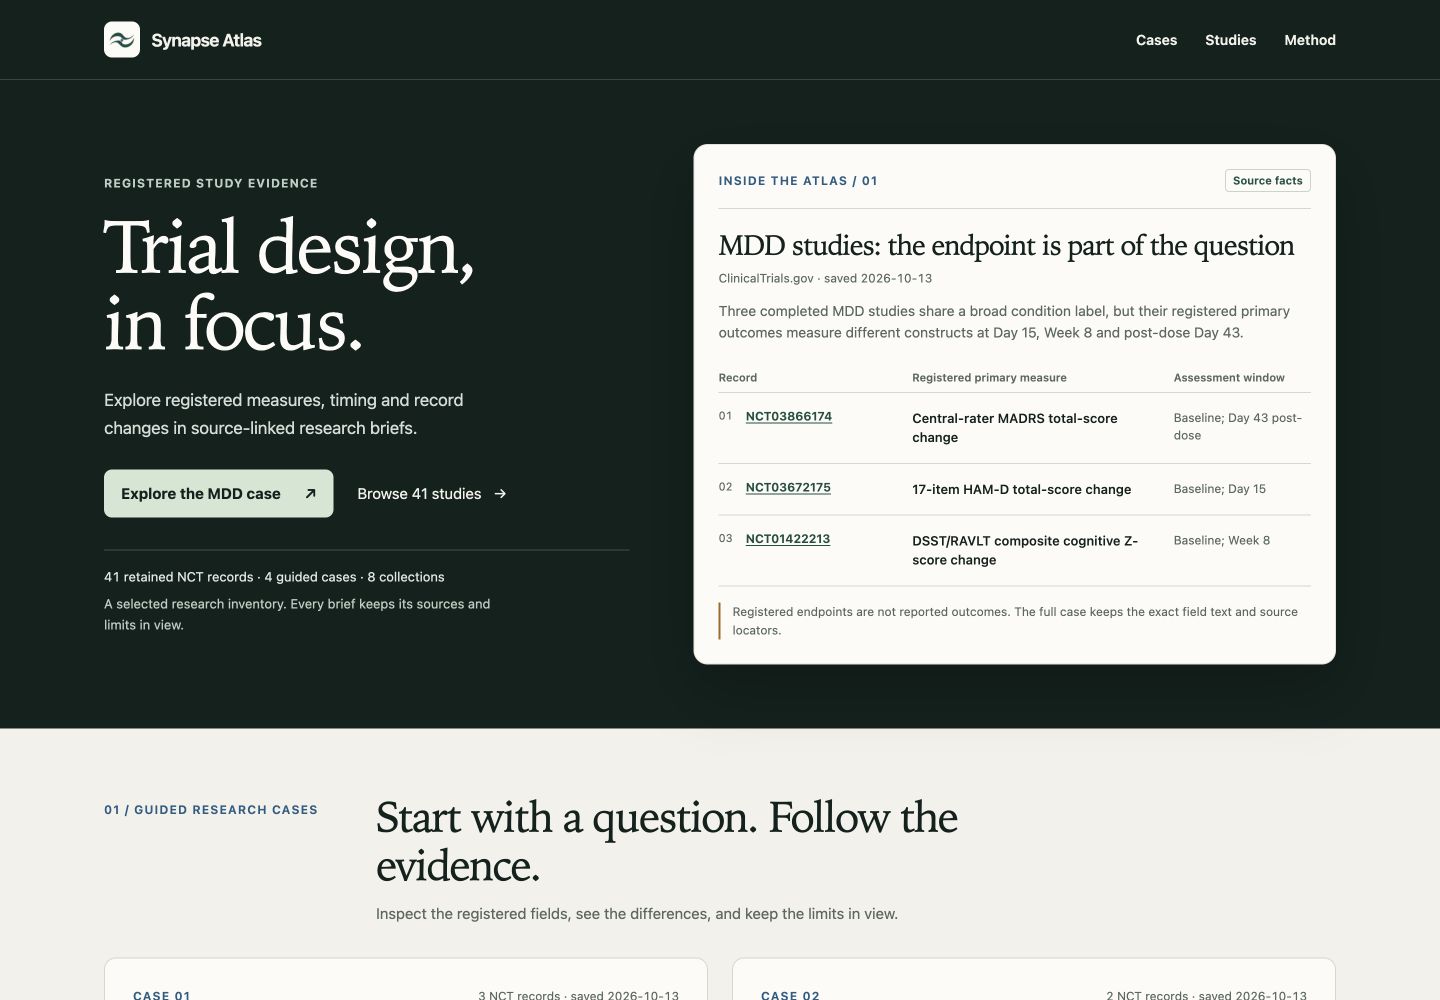 Synapse Atlas
Cases
Studies
Method
REGISTERED STUDY EVIDENCE
Trial design,
in focus.
Explore registered measures, timing and record
changes in source-linked research briefs.
Explore the MDD case ↗
Browse 41 studies →
41 retained NCT records · 4 guided cases · 8 collections
A selected research inventory. Every brief keeps its sources and
limits in view.
INSIDE THE ATLAS / 01
Source facts
MDD studies: the endpoint is part of the question
ClinicalTrials.gov · saved 2026-10-13
Three completed MDD studies share a broad condition label, but their registered primary
outcomes measure different constructs at Day 15, Week 8 and post-dose Day 43.
Record
Registered primary measure
Assessment window
01 NCT03866174
Central-rater MADRS total-score
change
Baseline; Day 43 post-
dose
02 NCT03672175
17-item HAM-D total-score change
Baseline; Day 15
03 NCT01422213
DSST/RAVLT composite cognitive Z-
score change
Baseline; Week 8
Registered endpoints are not reported outcomes. The full case keeps the exact field text and source
locators.
01 / GUIDED RESEARCH CASES
Start with a question. Follow the
evidence.
Inspect the registered fields, see the differences, and keep the limits in view.
CASE 01
3 NCT records · saved 2026-10-13
CASE 02
2 NCT records · saved 2026-10-13